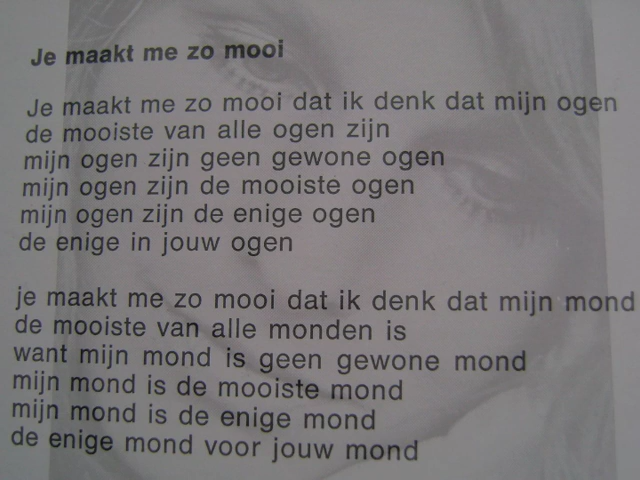 Je maakt me zo mooi
Je maakt me zo mooi dat ik denk dat mijn ogen
de mooiste van alle ogen zijn
mijn ogen zijn geen gewone ogen
mijn ogen zijn de mooiste ogen
mijn ogen zijn de enige ogen
de enige in jouw ogen
je maakt me zo mooi dat ik denk dat mijn mond
de mooiste van alle monden is
want mijn mond is geen gewone mond
mijn mond is de mooiste mond
mijn mond is de enige mond
de enige mond voor jouw mond